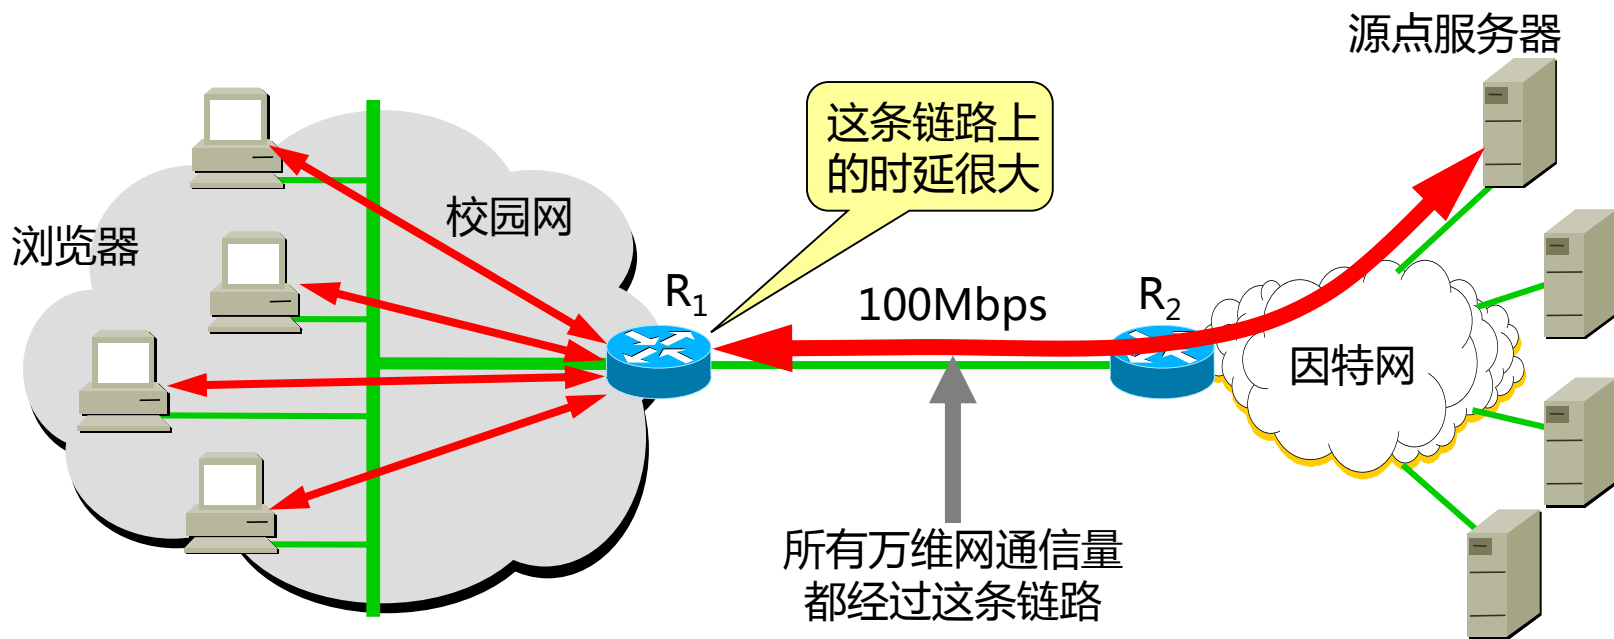 源点服务器
这条链路上
的时延很大
校园网
浏览器
R₁
100Mbps
R₂
因特网
所有万维网通信量
都经过这条链路